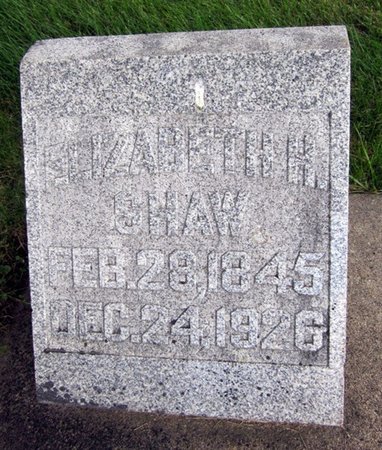 ELIZABETH H.
SHAW
FEB. 28, 1845
DEC. 24, 1926